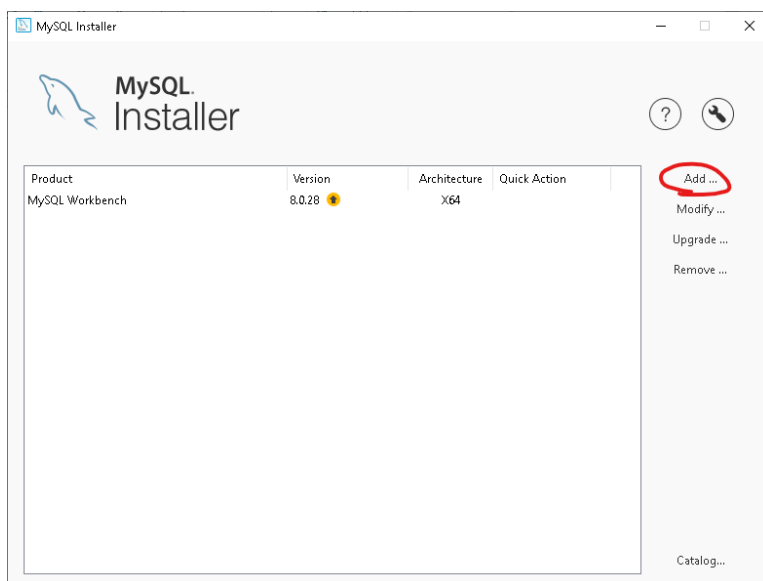 MySQL Installer
MySQL.
Installer
?
Product Version Architecture Quick Action
MySQL Workbench 8.0.28 X64
Add ...
Modify ...
Upgrade ...
Remove ...
Catalog...